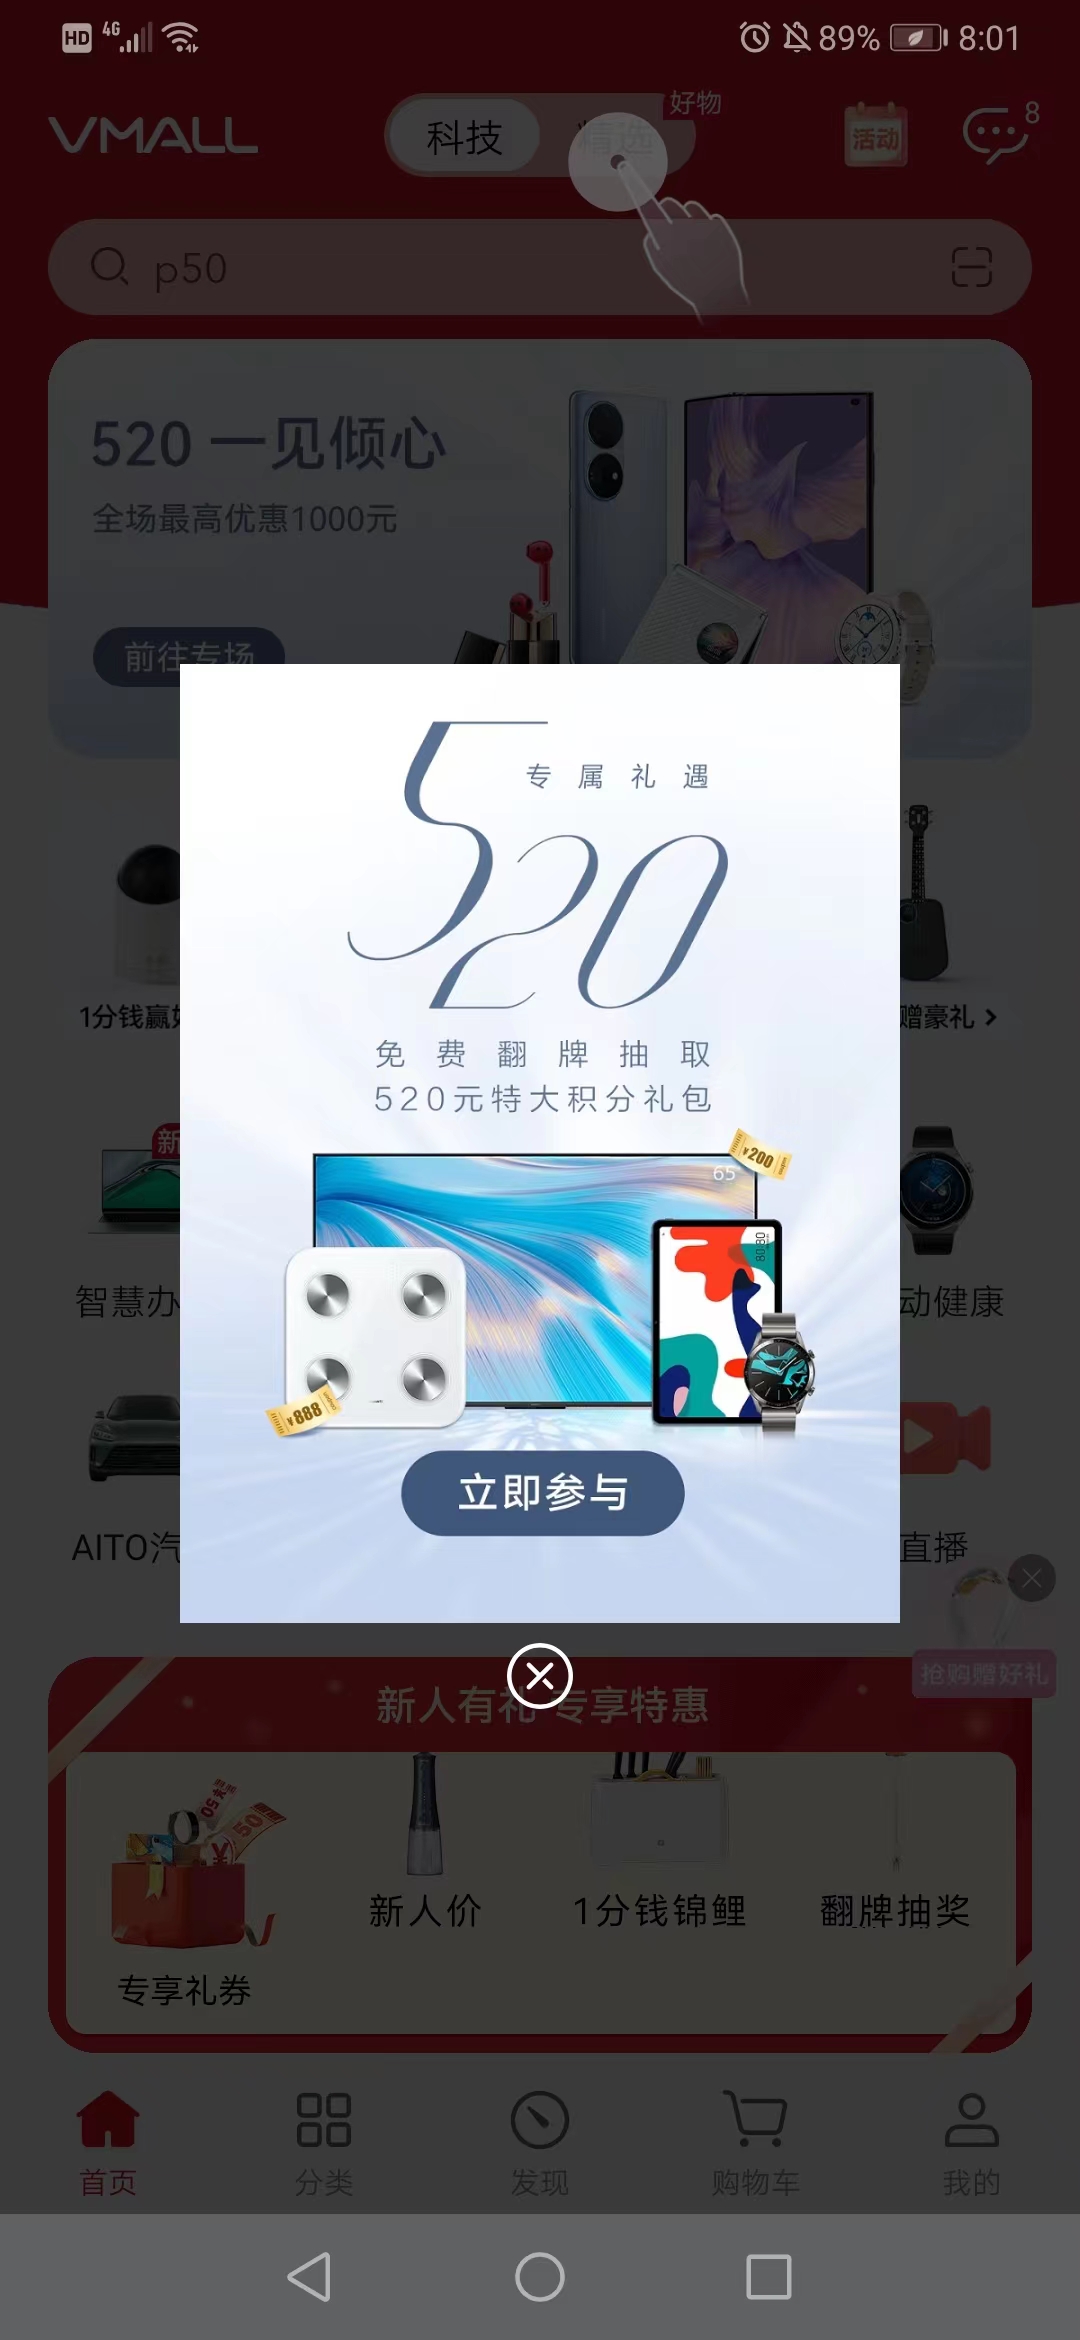 HD 4G 89% 8:01
好物
VMALL 科技 精选 活动 8
p50
520 一见倾心
全场最高优惠1000元
前往专场
专属礼遇
520
免费翻牌抽取
520元特大积分礼包
¥200
65"
¥888
立即参与
1分钱赢
赠豪礼
新
智慧办
动健康
AITO汽
直播
抢购赠好礼
新人有礼 专享特惠
50
50
¥
新人价 1分钱锦鲤 翻牌抽奖
专享礼券
首页 分类 发现 购物车 我的